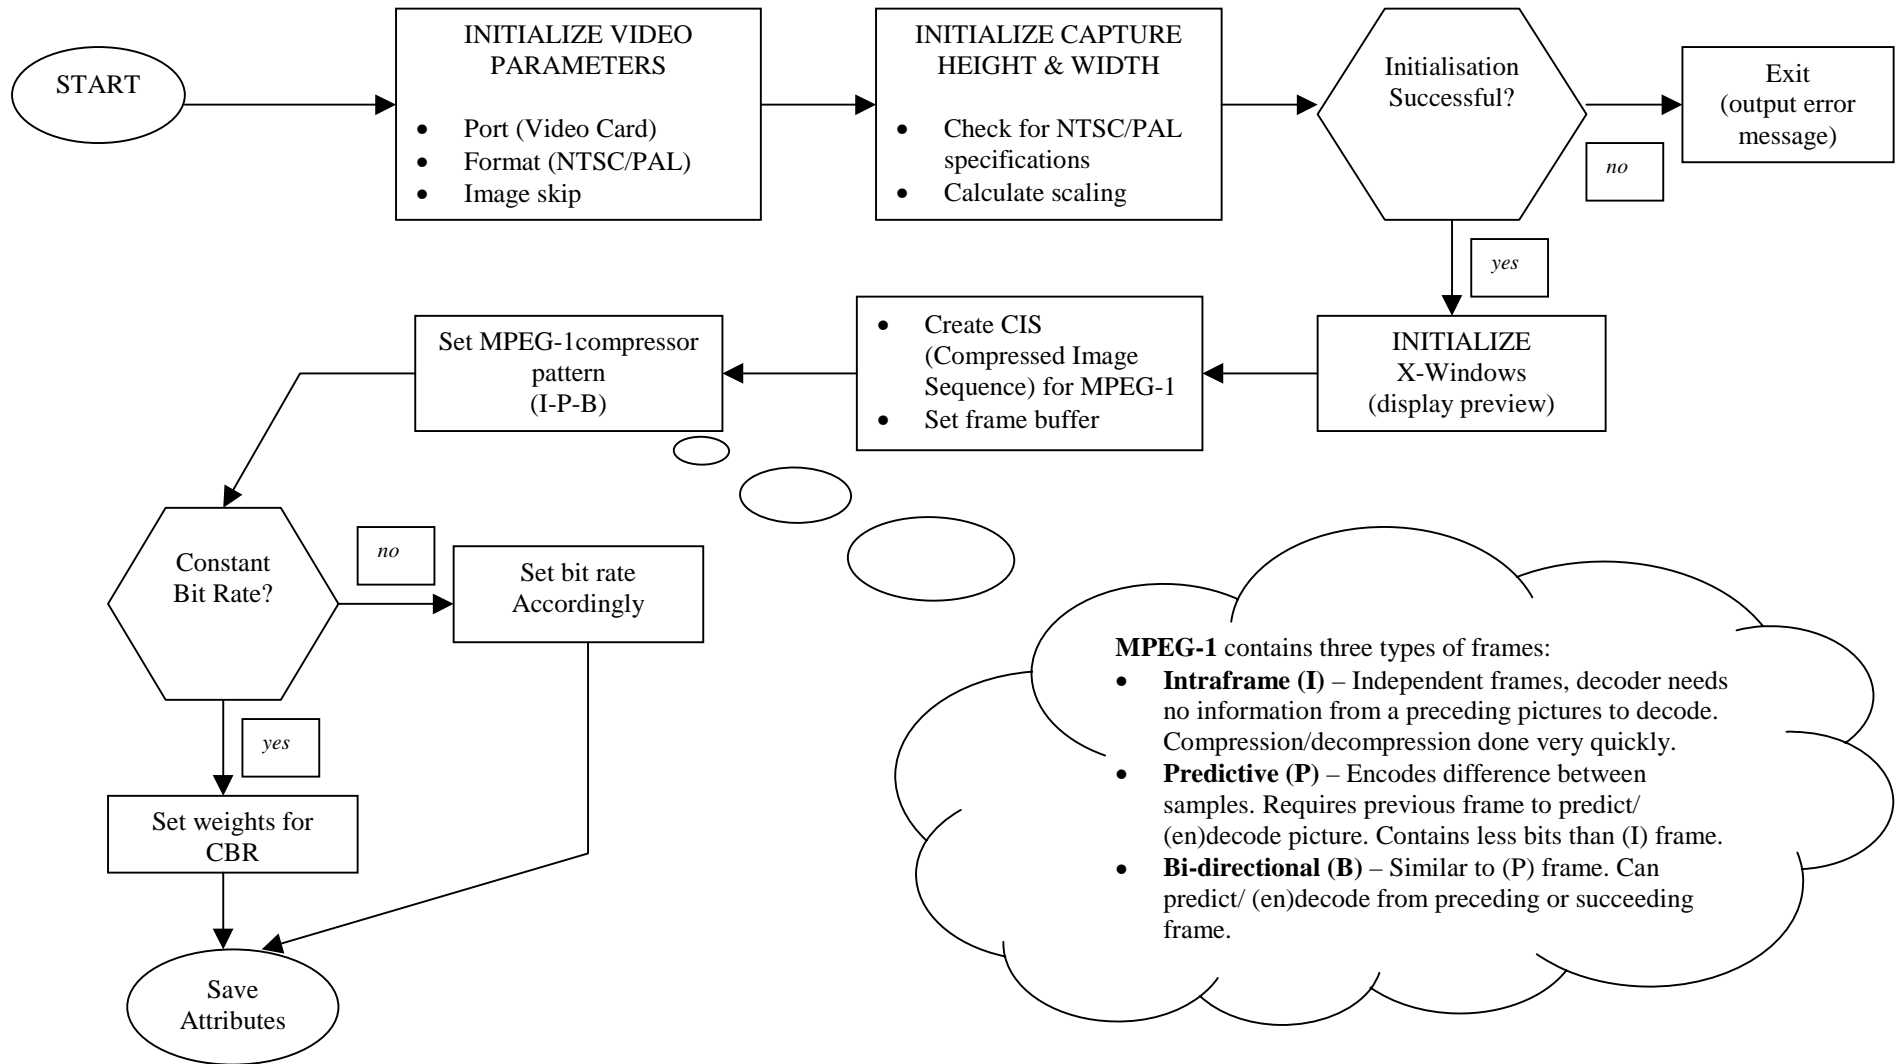 START
INITIALIZE VIDEO
PARAMETERS
• Port (Video Card)
• Format (NTSC/PAL)
• Image skip
INITIALIZE CAPTURE
HEIGHT & WIDTH
• Check for NTSC/PAL
specifications
• Calculate scaling
Initialisation
Successful?
no
Exit
(output error
message)
yes
INITIALIZE
X-Windows
(display preview)
• Create CIS
(Compressed Image
Sequence) for MPEG-1
• Set frame buffer
Set MPEG-1compressor
pattern
(I-P-B)
Constant
Bit Rate?
no
Set bit rate
Accordingly
yes
Set weights for
CBR
Save
Attributes
MPEG-1 contains three types of frames:
• Intraframe (I) – Independent frames, decoder needs
no information from a preceding pictures to decode.
Compression/decompression done very quickly.
• Predictive (P) – Encodes difference between
samples. Requires previous frame to predict/
(en)decode picture. Contains less bits than (I) frame.
• Bi-directional (B) – Similar to (P) frame. Can
predict/ (en)decode from preceding or succeeding
frame.